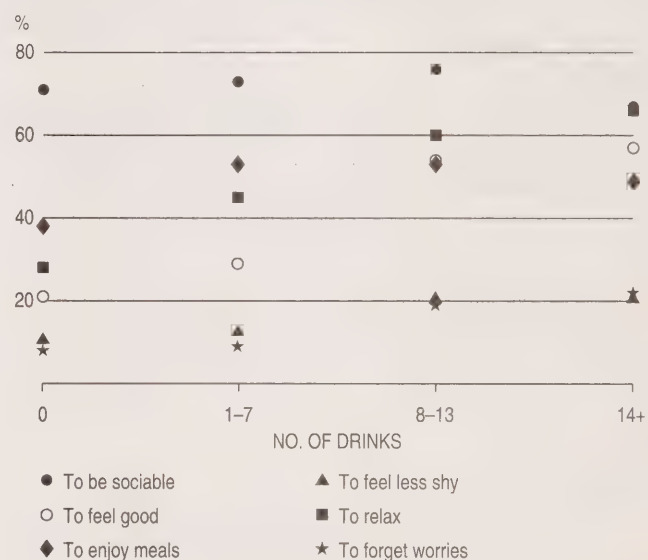 %
80
60
40
20
0 1–7 8–13 14+
NO. OF DRINKS
To be sociable
To feel good
To enjoy meals
To feel less shy
To relax
To forget worries